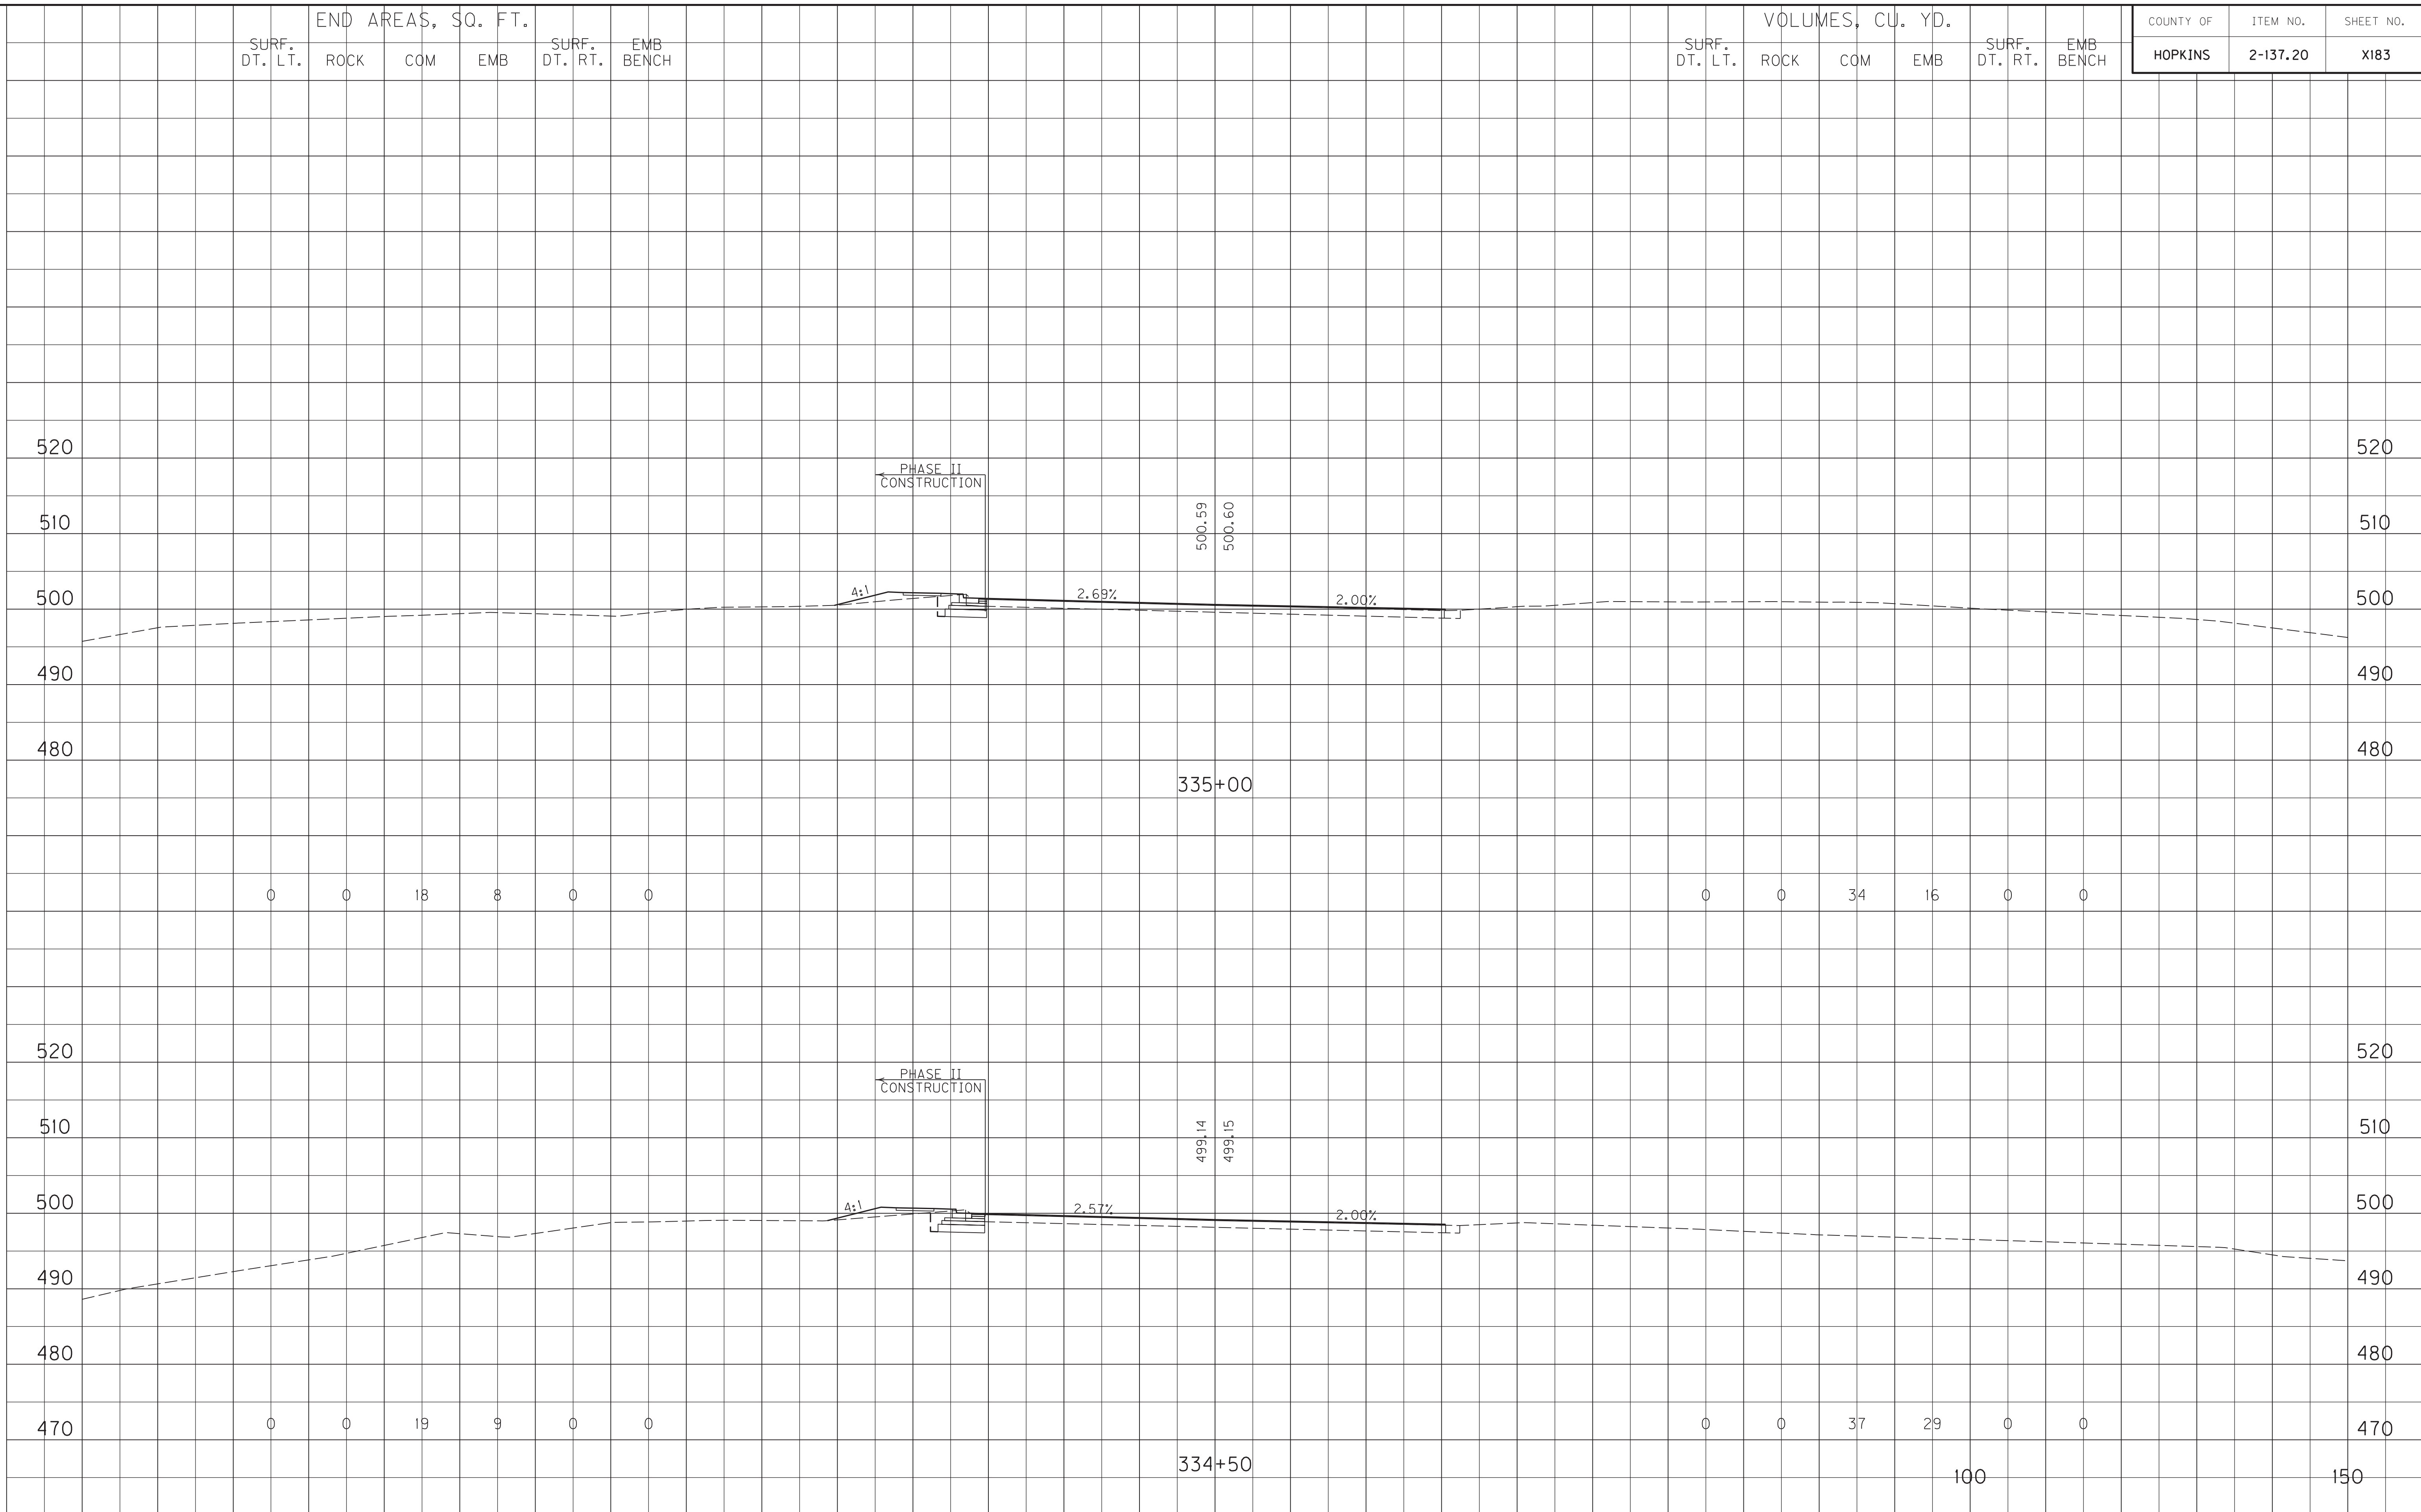 END AREAS, SQ. FT.
SURF. DT. LT. ROCK COM EMB SURF. DT. RT. EMB BENCH
VOLUMES, CU. YD.
SURF. DT. LT. ROCK COM EMB SURF. DT. RT. EMB BENCH
COUNTY OF ITEM NO. SHEET NO.
HOPKINS 2-137.20 X183
520 520
PHASE II
CONSTRUCTION
510 500.59 500.60 510
4:1 2.69% 2.00%
500 500
490 490
480 480
335+00
0 0 18 8 0 0 0 0 34 16 0 0
520 520
PHASE II
CONSTRUCTION
510 499.14 499.15 510
4:1 2.57% 2.00%
500 500
490 490
480 480
0 0 19 9 0 0 0 0 37 29 0 0
470 470
334+50
100 150